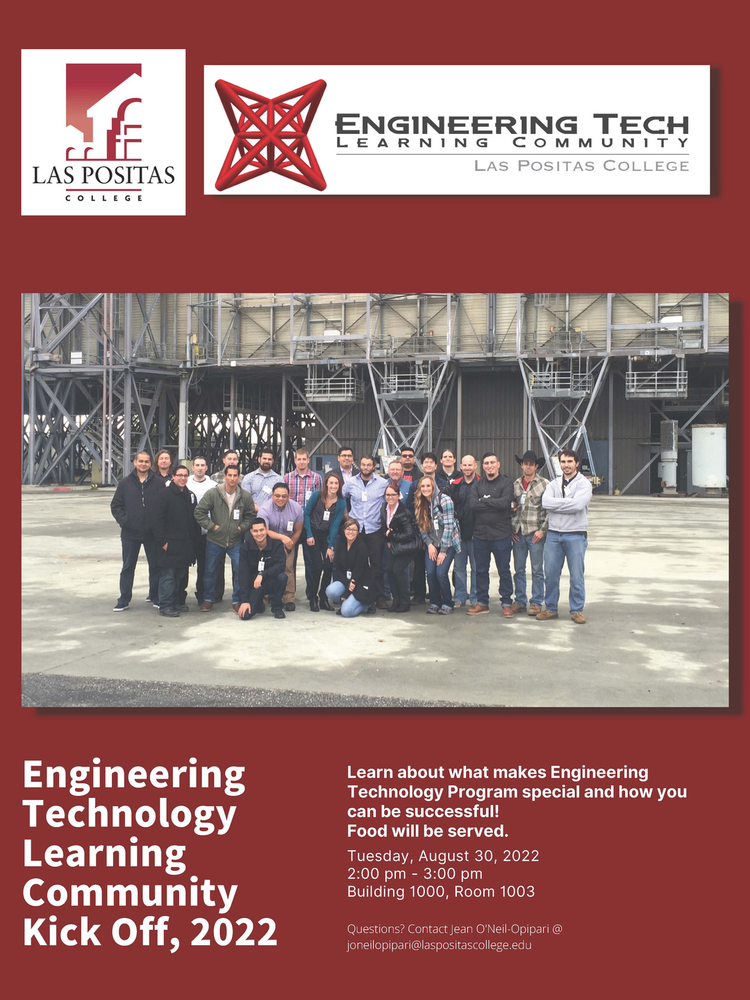 LAS POSITAS
COLLEGE
ENGINEERING TECH
LEARNING COMMUNITY
LAS POSITAS COLLEGE
Engineering
Technology
Learning
Community
Kick Off, 2022
Learn about what makes Engineering
Technology Program special and how you
can be successful!
Food will be served.
Tuesday, August 30, 2022
2:00 pm - 3:00 pm
Building 1000, Room 1003
Questions? Contact Jean O'Neil-Opipari @
joneilopipari@laspositascollege.edu